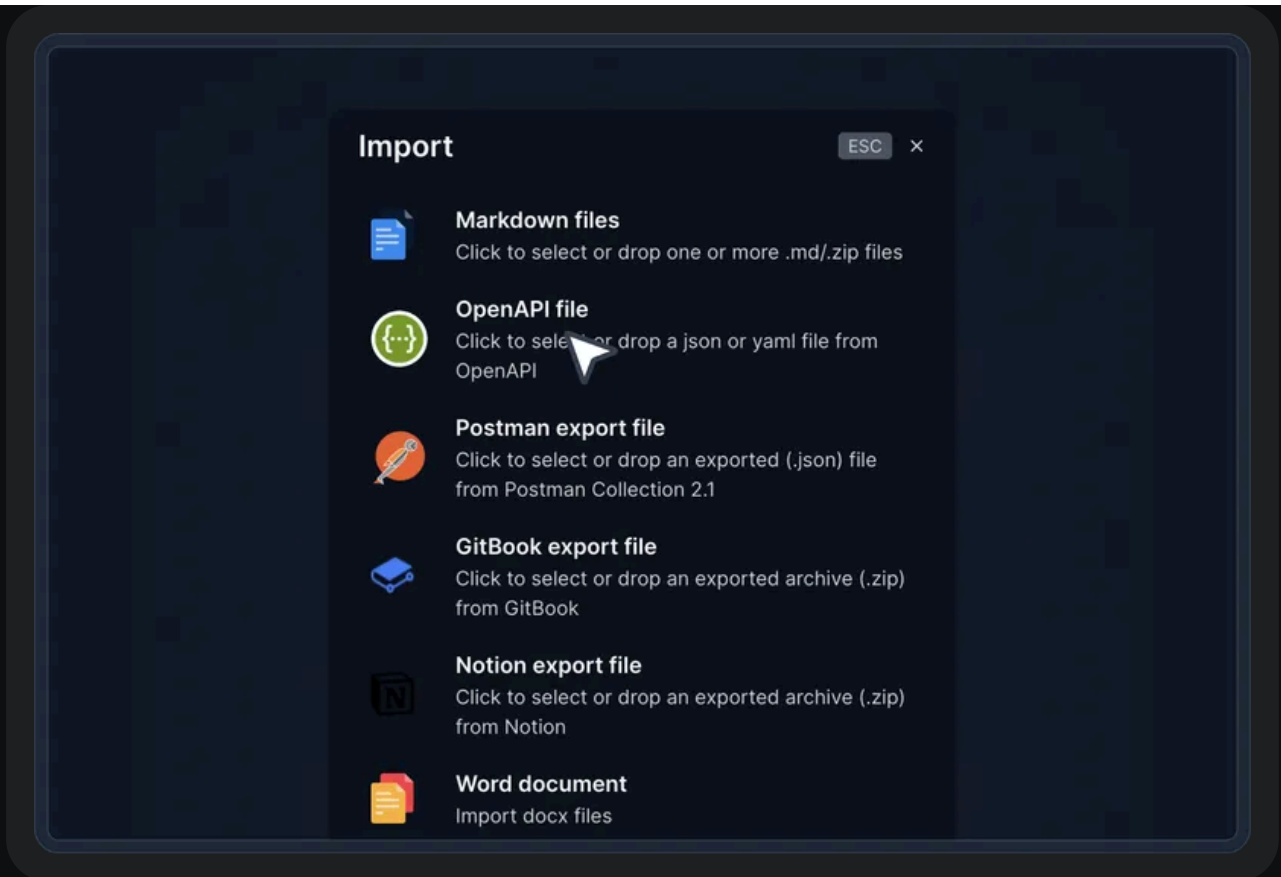 Import
ESC
Markdown files
Click to select or drop one or more .md/.zip files
OpenAPI file
Click to select or drop a json or yaml file from
OpenAPI
Postman export file
Click to select or drop an exported (.json) file
from Postman Collection 2.1
GitBook export file
Click to select or drop an exported archive (.zip)
from GitBook
N
Notion export file
Click to select or drop an exported archive (.zip)
from Notion
Word document
Import docx files